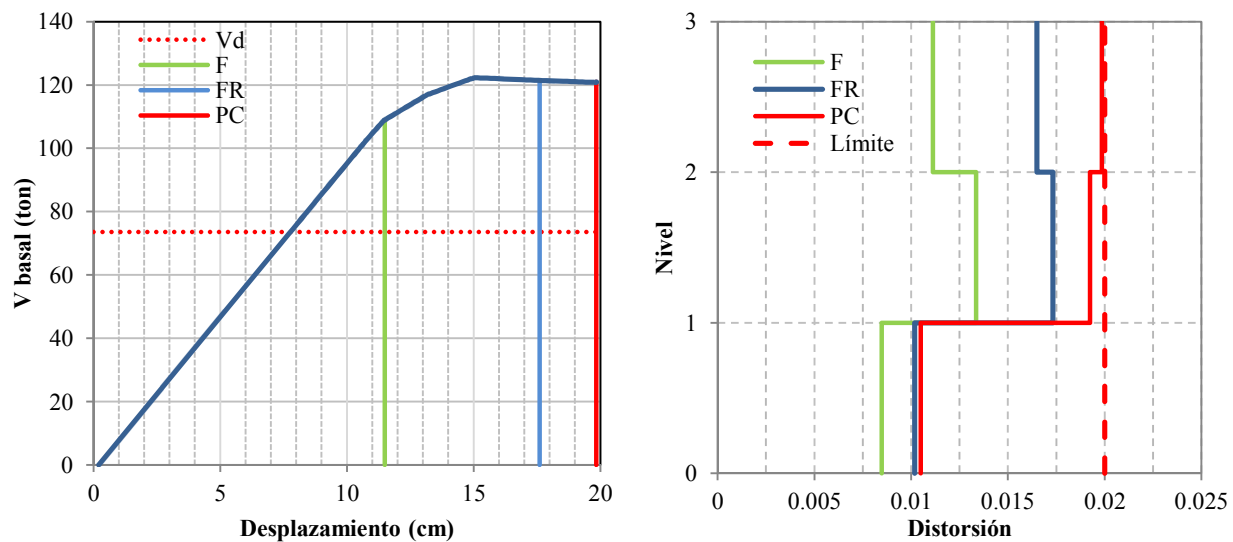 140
120
100
80
60
40
20
0
V basal (ton)
Vd
F
FR
PC
0 5 10 15 20
Desplazamiento (cm)
3
2
1
0
Nivel
F
FR
PC
Límite
0 0.005 0.01 0.015 0.02 0.025
Distorsión